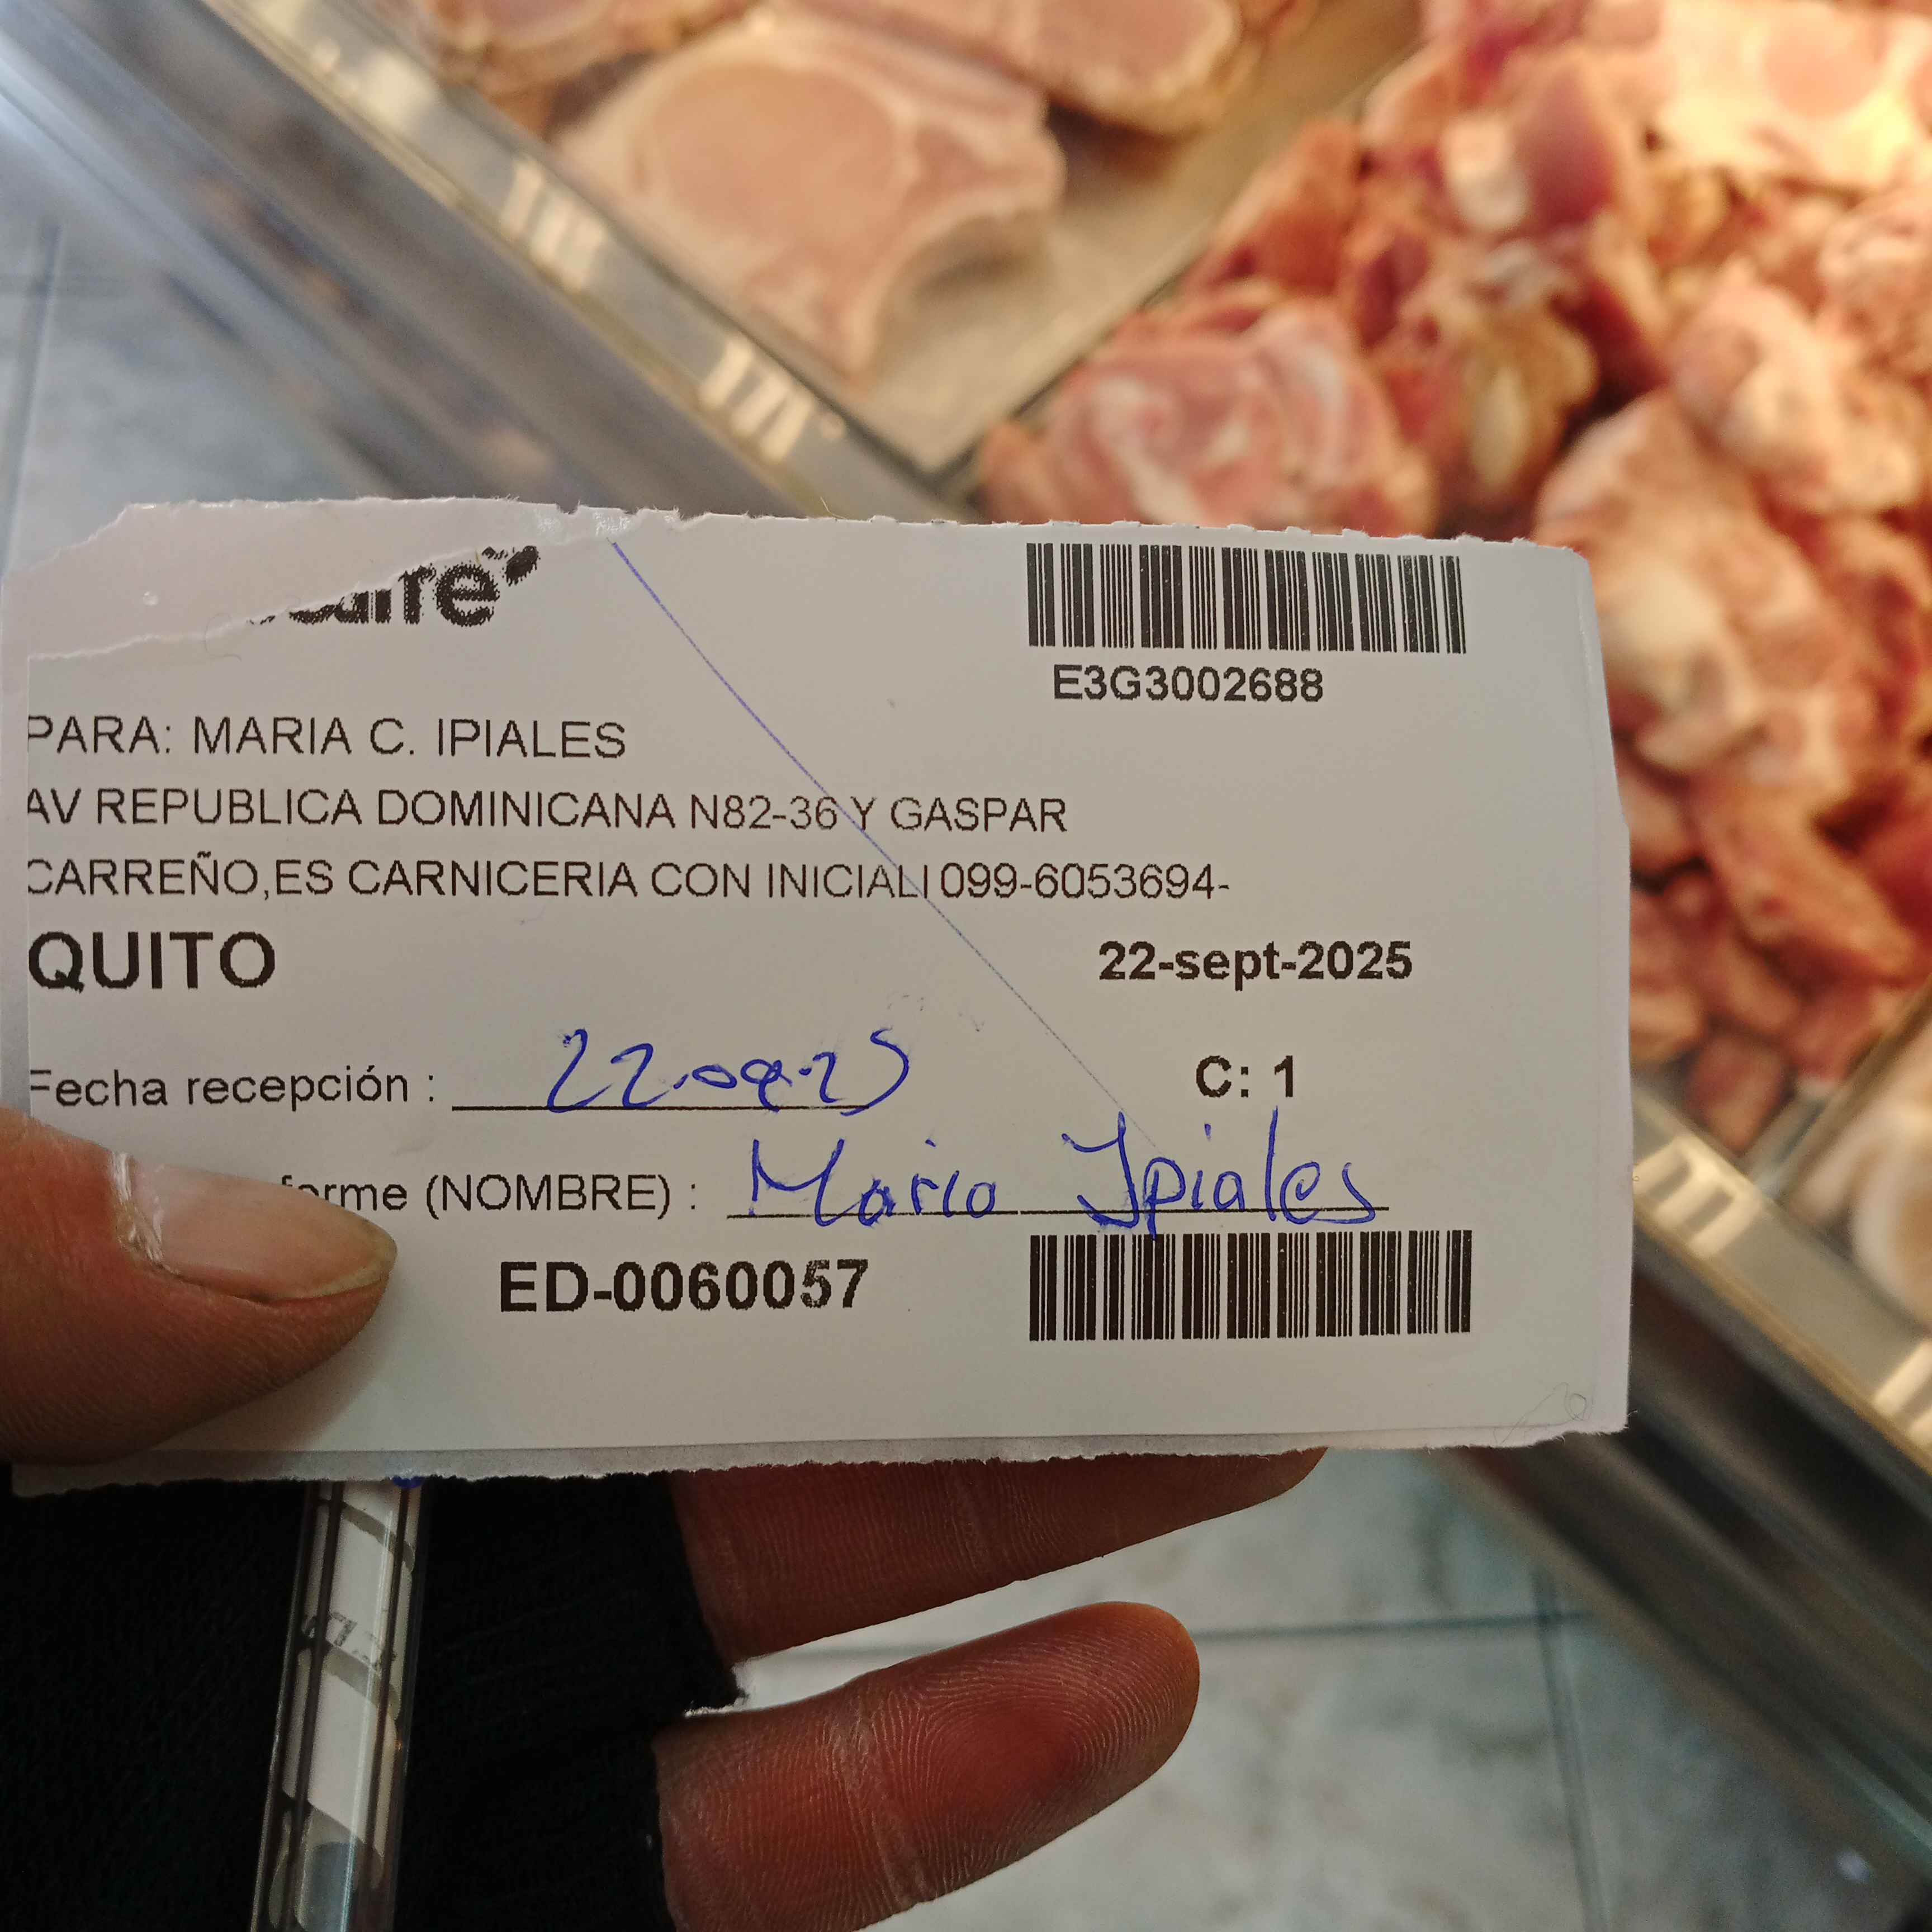 E3G3002688
PARA: MARIA C. IPIALES
AV REPUBLICA DOMINICANA N82-36 Y GASPAR
CARREÑO,ES CARNICERIA CON INICIALI 099-6053694-
QUITO
22-sept-2025
Fecha recepción : 22-09-25
C: 1
(NOMBRE) : Maria Ipiales
ED-0060057